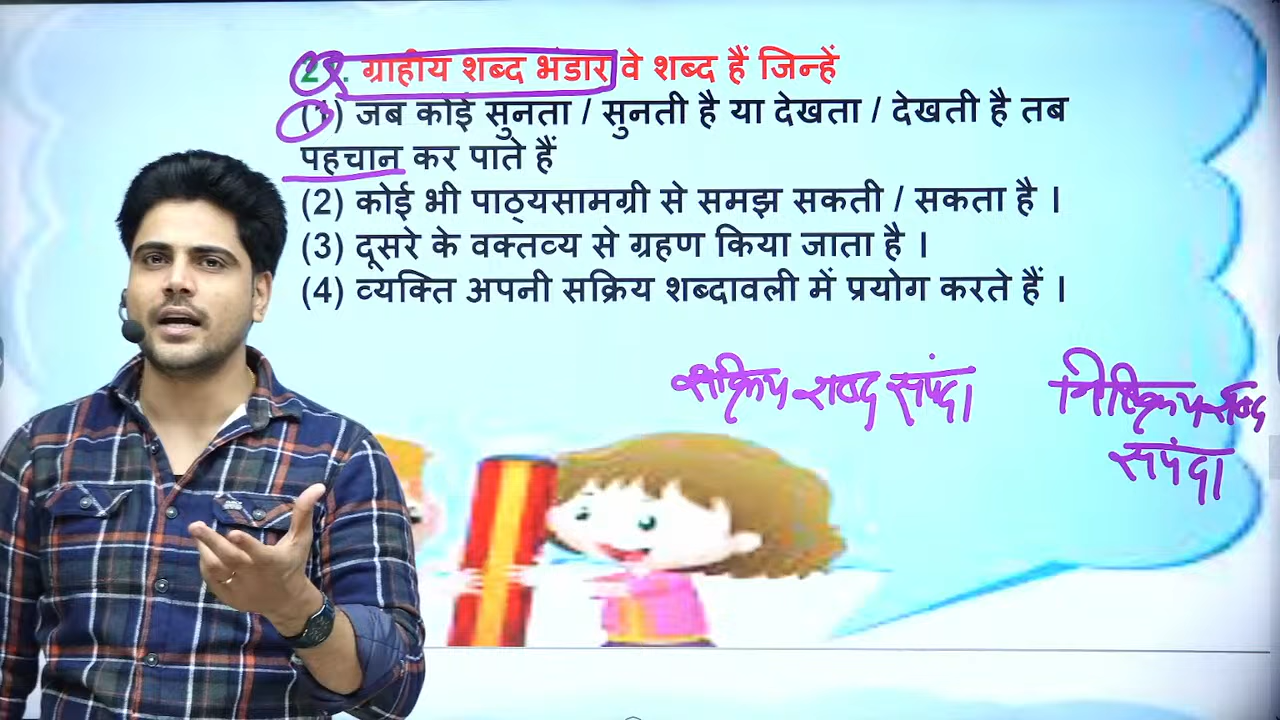 22. ग्राहीय शब्द भंडार वे शब्द हैं जिन्हें
(1) जब कोई सुनता / सुनती है या देखता / देखती है तब
पहचान कर पाते हैं
(2) कोई भी पाठ्यसामग्री से समझ सकती / सकता है ।
(3) दूसरे के वक्तव्य से ग्रहण किया जाता है ।
(4) व्यक्ति अपनी सक्रिय शब्दावली में प्रयोग करते हैं ।
सक्रिय शब्द संपदा
निष्क्रिय शब्द
संपदा